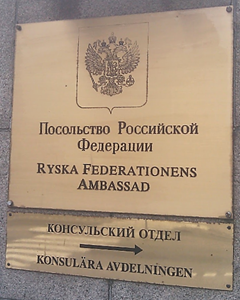 Посольство Российской
Федерации
RYSKA FEDERATIONENS
AMBASSAD
КОНСУЛЬСКИЙ ОТДЕЛ
KONSULÄRA AVDELNINGEN